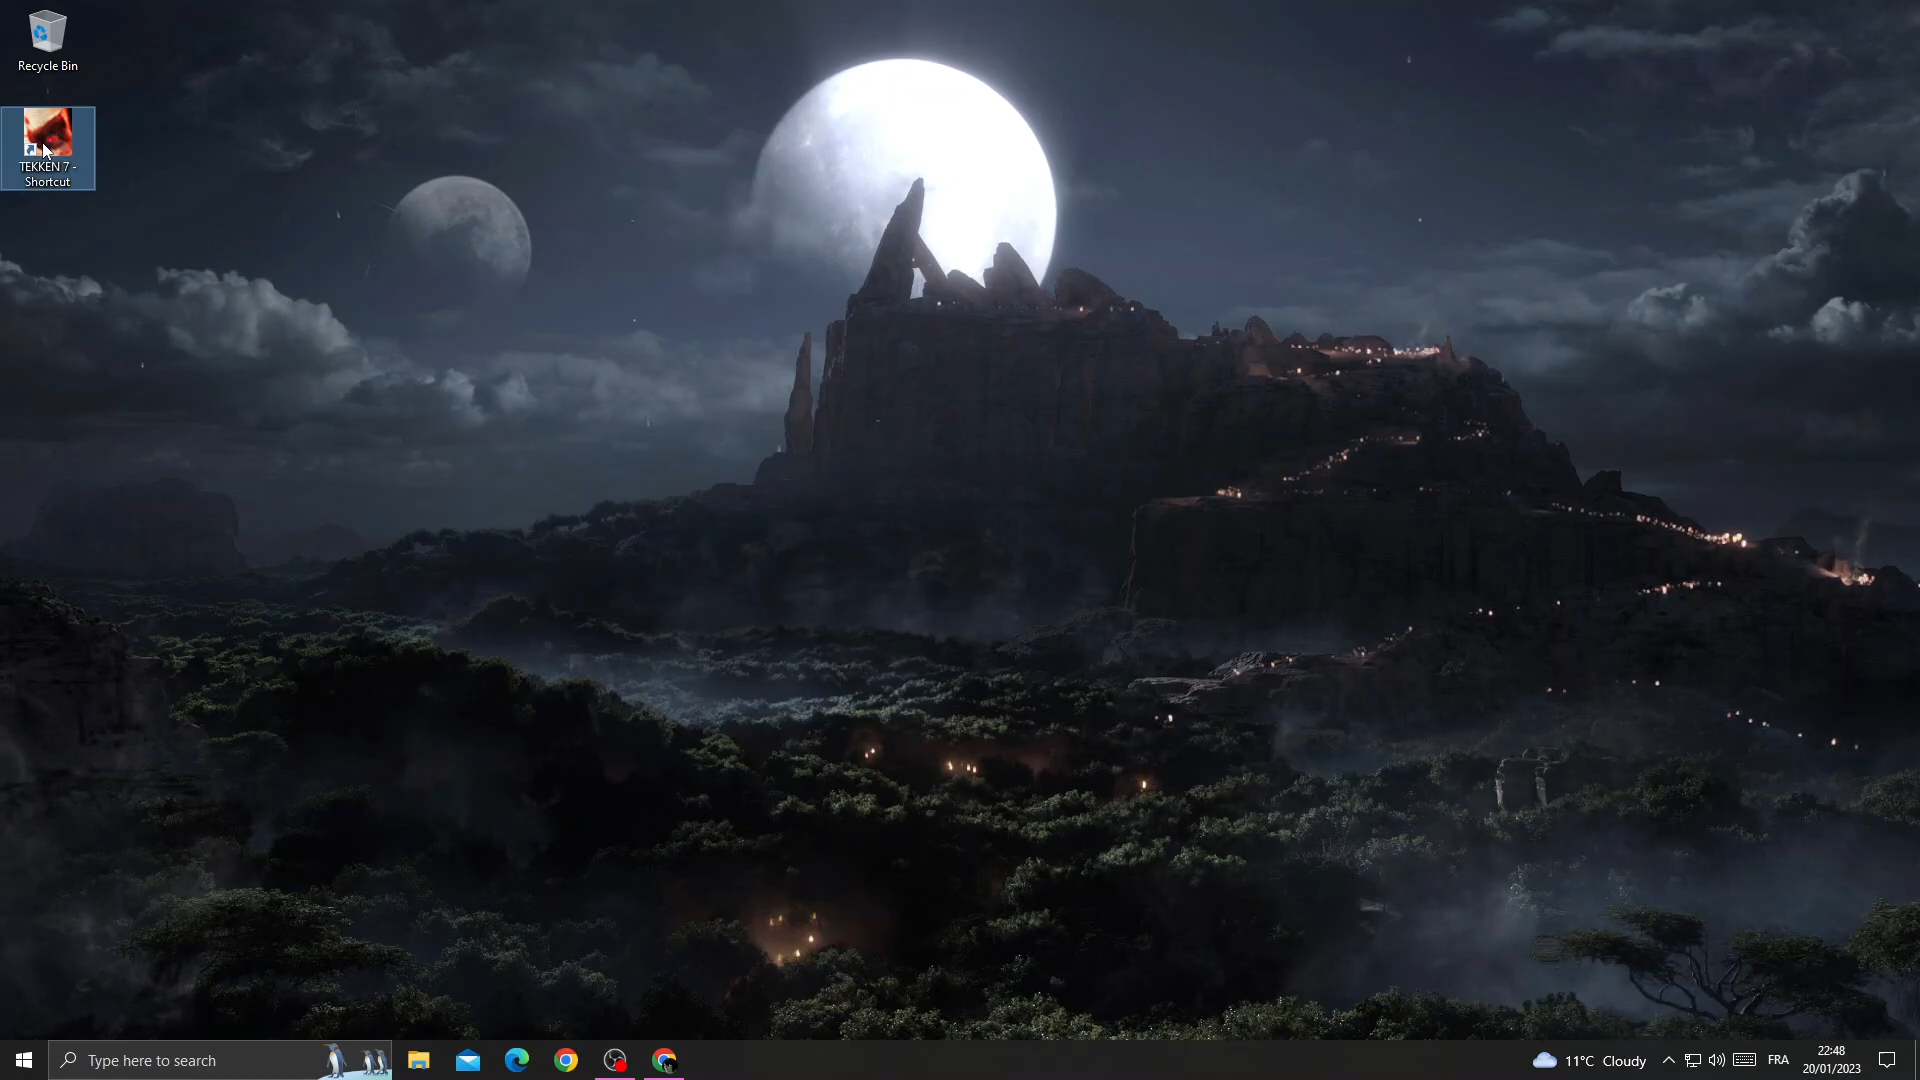 Recycle Bin
TEKKEN 7 -
Shortcut
Type here to search
11°C Cloudy
FRA
22:48
20/01/2023